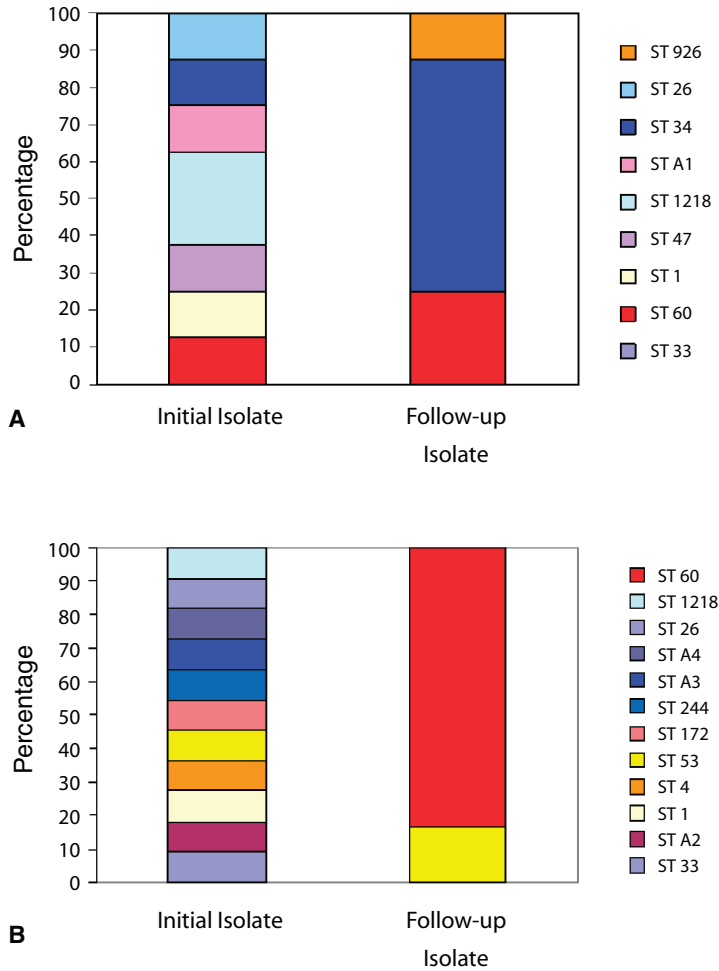 100
90
80
70
60
50
40
30
20
10
0
Percentage
Initial Isolate
Follow-up
Isolate
ST 926
ST 26
ST 34
ST A1
ST 1218
ST 47
ST 1
ST 60
ST 33
A
100
90
80
70
60
50
40
30
20
10
0
Percentage
Initial Isolate
Follow-up
Isolate
ST 60
ST 1218
ST 26
ST A4
ST A3
ST 244
ST 172
ST 53
ST 4
ST 1
ST A2
ST 33
B